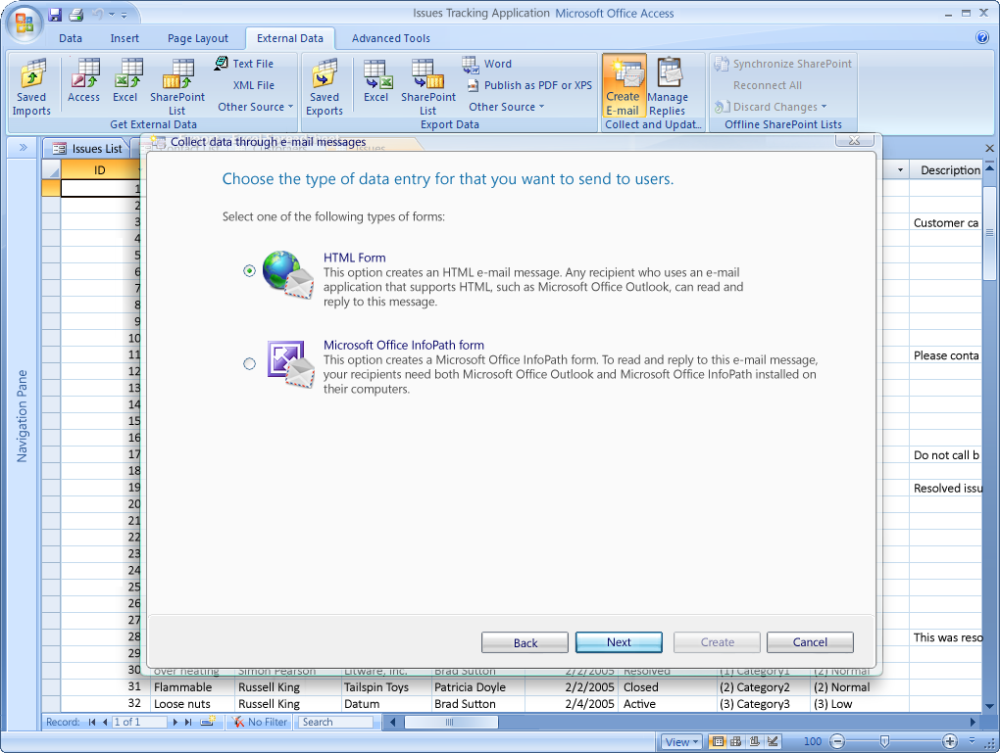 Issues Tracking Application Microsoft Office Access
Data Insert Page Layout External Data Advanced Tools
Saved Imports
Access
Excel
SharePoint List
Text File
XML File
Other Source
Get External Data
Saved Exports
Excel
SharePoint List
Word
Publish as PDF or XPS
Other Source
Export Data
Create E-mail
Manage Replies
Collect and Updat...
Synchronize SharePoint
Reconnect All
Discard Changes
Offline SharePoint Lists
» Issues List
Collect data through e-mail messages
Navigation Pane
ID Description
1
2
3 Customer ca
4
5
6
7
8
9
10
11 Please conta
12
13
14
15
16
17 Do not call b
18
19 Resolved issu
20
21
22
23
24
25
26
27
28 This was reso
29
Choose the type of data entry for that you want to send to users.
Select one of the following types of forms:
HTML Form
This option creates an HTML e-mail message. Any recipient who uses an e-mail
application that supports HTML, such as Microsoft Office Outlook, can read and
reply to this message.
Microsoft Office InfoPath form
This option creates a Microsoft Office InfoPath form. To read and reply to this e-mail message,
your recipients need both Microsoft Office Outlook and Microsoft Office InfoPath installed on
their computers.
Back Next Create Cancel
30 over heating Simon Pearson Litware, Inc. Brad Sutton 2/2/2005 Resolved (1) Category1 (2) Normal
31 Flammable Russell King Tailspin Toys Patricia Doyle 2/2/2005 Closed (2) Category2 (2) Normal
32 Loose nuts Russell King Datum Brad Sutton 2/4/2005 Active (3) Category3 (3) Low
Record: 1 of 1 No Filter Search
View 100